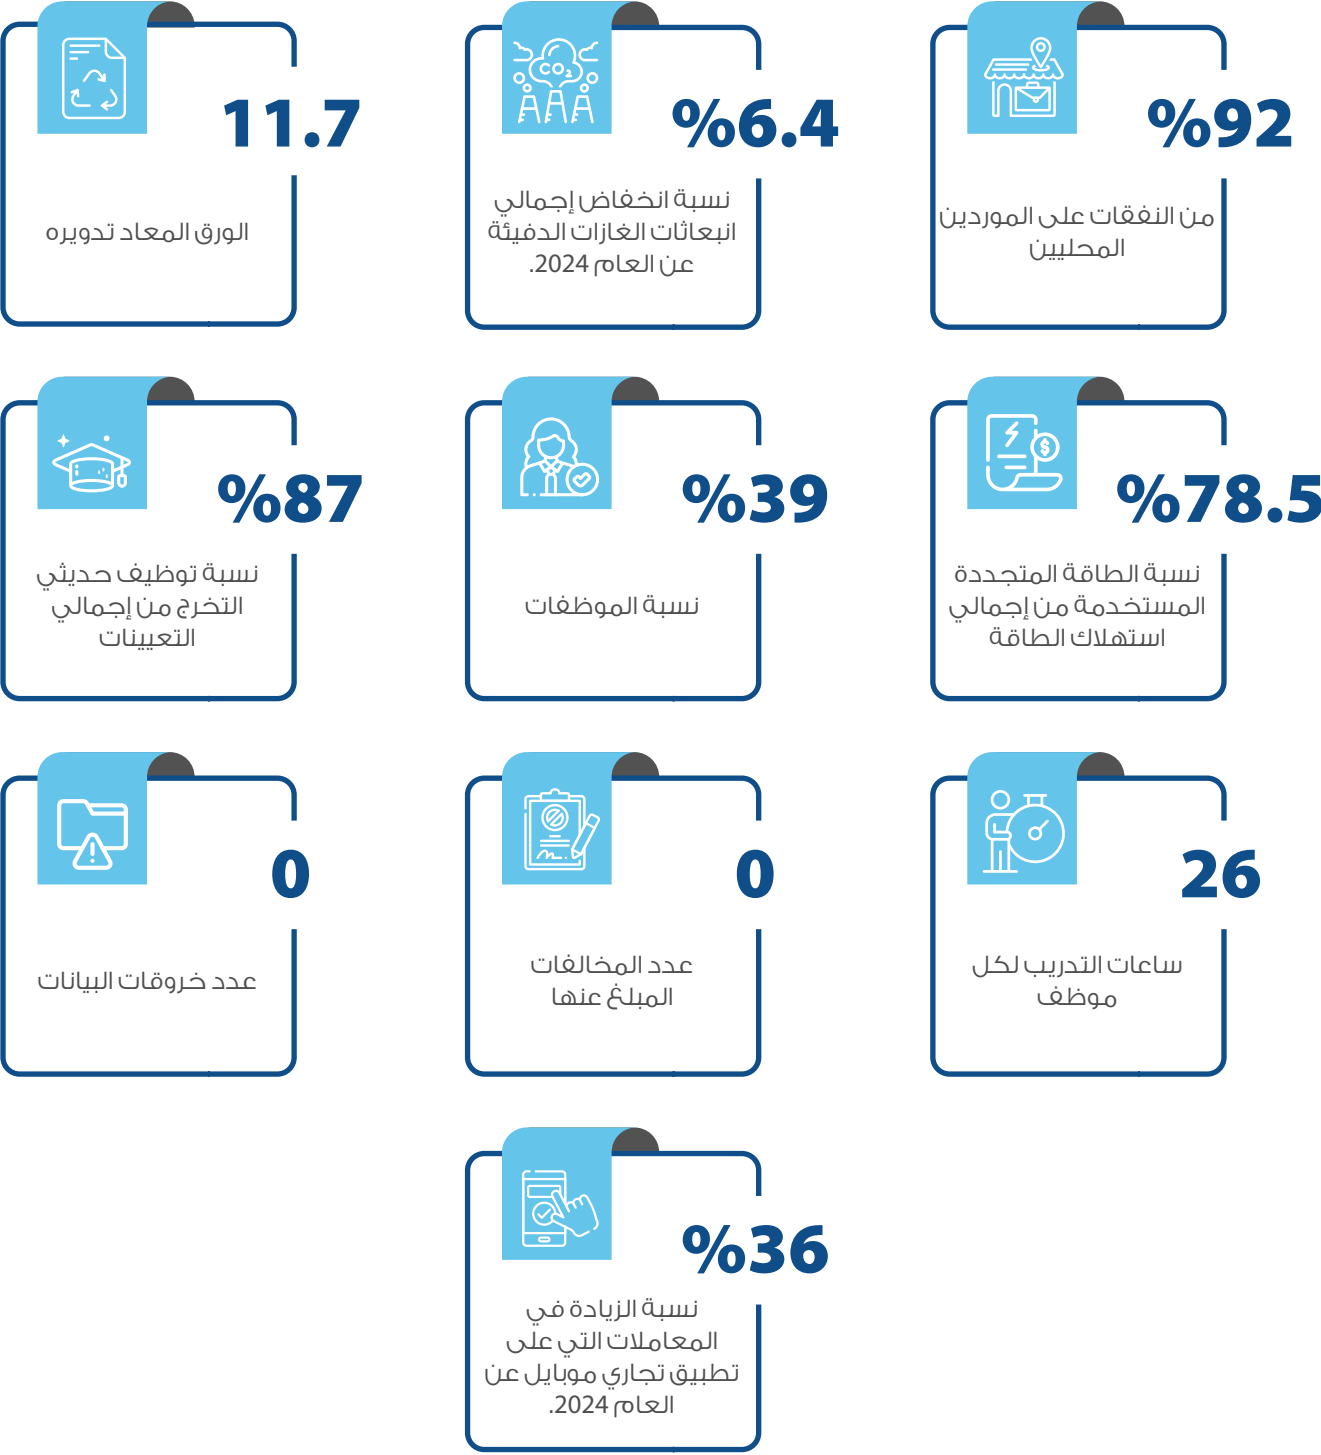 %92
من النفقات على الموردين
المحليين
%6.4
نسبة انخفاض إجمالي
انبعاثات الغازات الدفيئة
عن العام 2024.
CO2
11.7
الورق المعاد تدويره
%78.5
نسبة الطاقة المتجددة
المستخدمة من إجمالي
استهلاك الطاقة
%39
نسبة الموظفات
%87
نسبة توظيف حديثي
التخرج من إجمالي
التعيينات
26
ساعات التدريب لكل
موظف
0
عدد المخالفات
المبلغ عنها
0
عدد خروقات البيانات
%36
نسبة الزيادة في
المعاملات التي على
تطبيق تجاري موبايل عن
العام 2024.